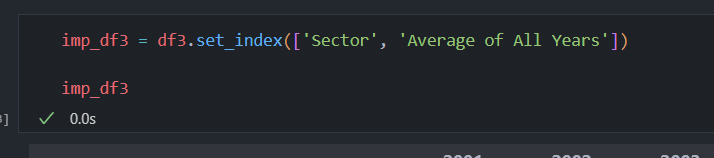 imp_df3 = df3.set_index(['Sector', 'Average of All Years'])
imp_df3
]
0.0s